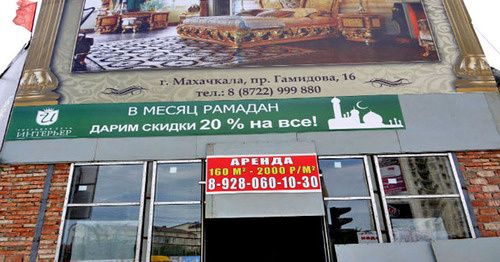 г. Махачкала, пр. Гамидова, 16
тел.: 8 (8722) 999 880
В МЕСЯЦ РАМАДАН
ДАРИМ СКИДКИ 20 % на все!
ИНТЕРЬЕР
АРЕНДА
160 М² - 2000 Р/М²
8-928-060-10-30